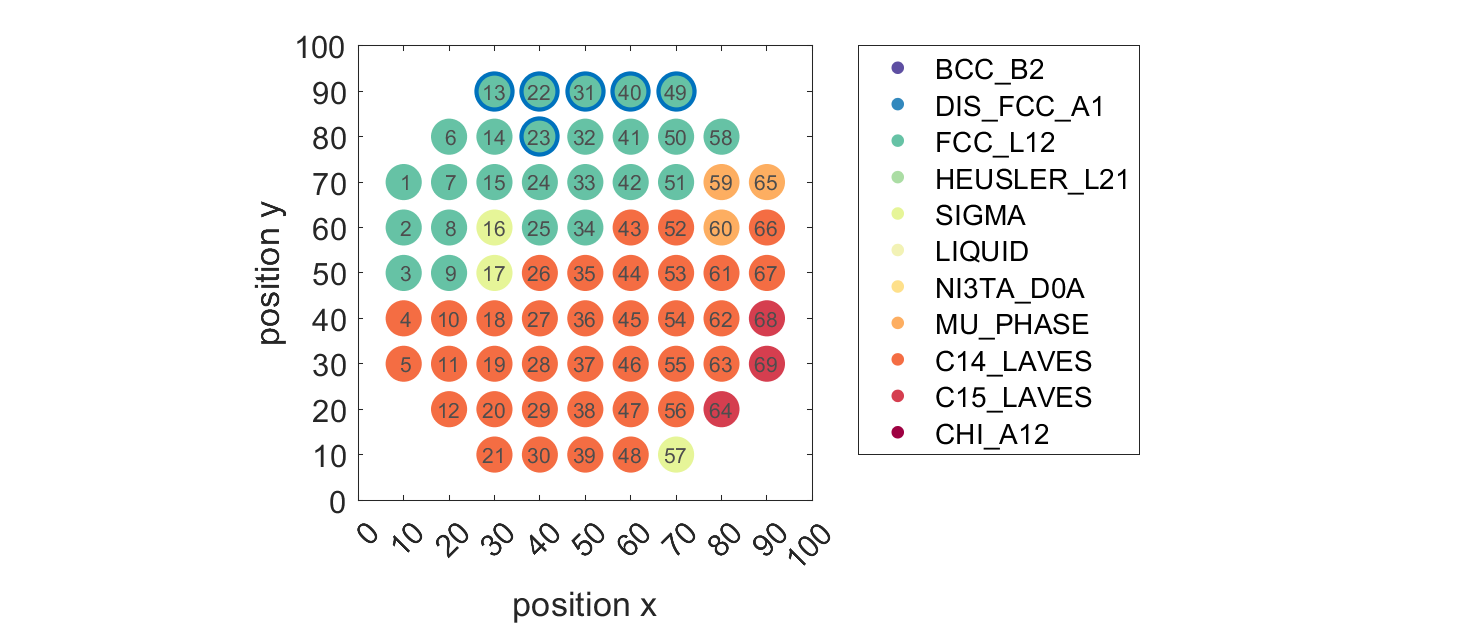 100
90 13 22 31 40 49
80 6 14 23 32 41 50 58
70 1 7 15 24 33 42 51 59 65
60 2 8 16 25 34 43 52 60 66
50 3 9 17 26 35 44 53 61 67
40 4 10 18 27 36 45 54 62 68
30 5 11 19 28 37 46 55 63 69
20 12 20 29 38 47 56 64
10 21 30 39 48 57
0
position y
0 10 20 30 40 50 60 70 80 90 100
position x
BCC_B2
DIS_FCC_A1
FCC_L12
HEUSLER_L21
SIGMA
LIQUID
NI3TA_D0A
MU_PHASE
C14_LAVES
C15_LAVES
CHI_A12